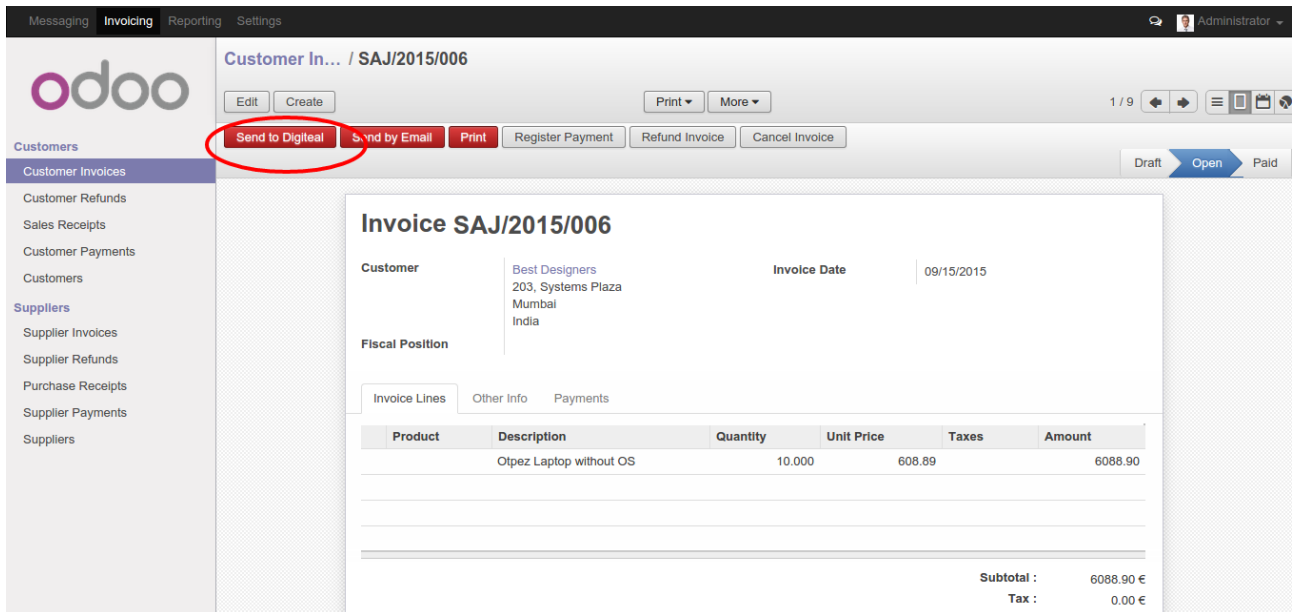 Messaging Invoicing Reporting Settings Administrator
odoo
Customer In... / SAJ/2015/006
Edit Create Print More 1 / 9
Send to Digiteal Send by Email Print Register Payment Refund Invoice Cancel Invoice
Draft Open Paid
Customers
Customer Invoices
Customer Refunds
Sales Receipts
Customer Payments
Customers
Suppliers
Supplier Invoices
Supplier Refunds
Purchase Receipts
Supplier Payments
Suppliers
Invoice SAJ/2015/006
Customer Best Designers Invoice Date 09/15/2015
203, Systems Plaza
Mumbai
India
Fiscal Position
Invoice Lines Other Info Payments
Product Description Quantity Unit Price Taxes Amount
Otpez Laptop without OS 10.000 608.89 6088.90
Subtotal : 6088.90 €
Tax : 0.00 €